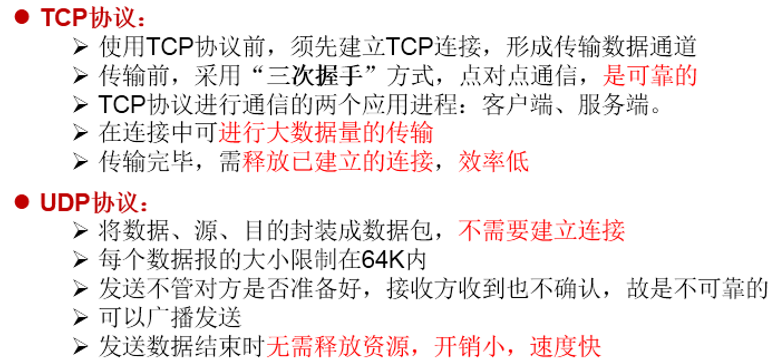 ● TCP协议：
➢ 使用TCP协议前，须先建立TCP连接，形成传输数据通道
➢ 传输前，采用“三次握手”方式，点对点通信，是可靠的
➢ TCP协议进行通信的两个应用进程：客户端、服务端。
➢ 在连接中可进行大数据量的传输
➢ 传输完毕，需释放已建立的连接，效率低
● UDP协议：
➢ 将数据、源、目的封装成数据包，不需要建立连接
➢ 每个数据报的大小限制在64K内
➢ 发送不管对方是否准备好，接收方收到也不确认，故是不可靠的
➢ 可以广播发送
➢ 发送数据结束时无需释放资源，开销小，速度快